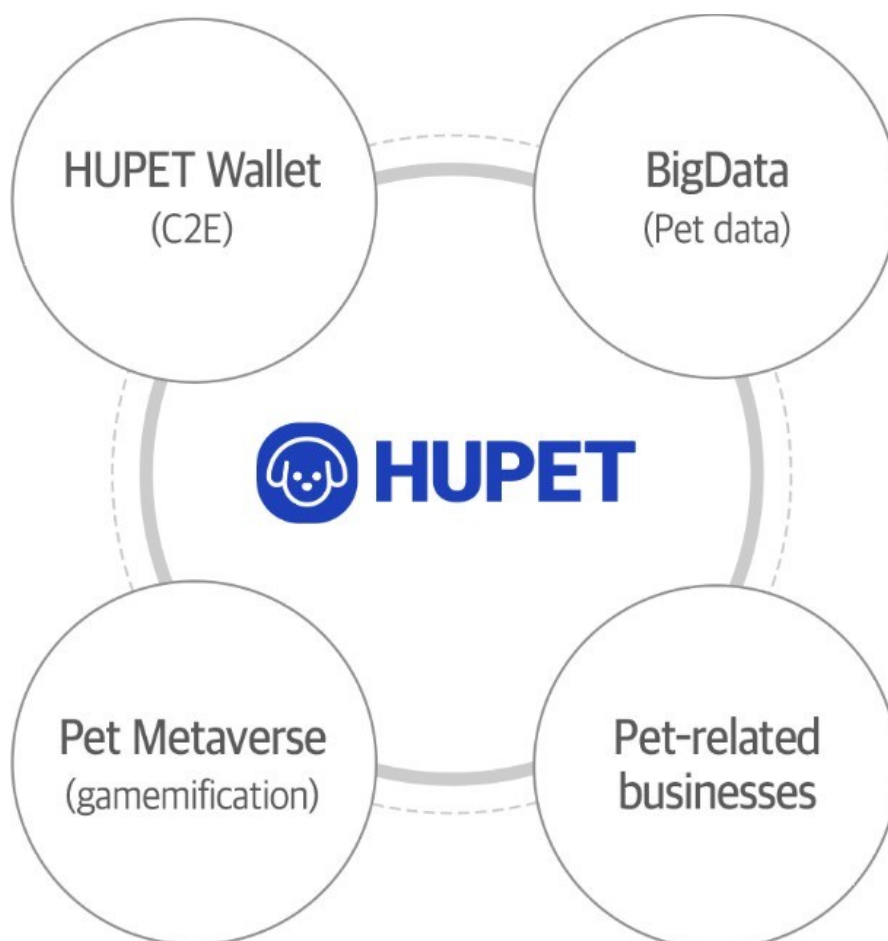 HUPET Wallet
(C2E)
BigData
(Pet data)
HUPET
Pet Metaverse
(gamemification)
Pet-related
businesses